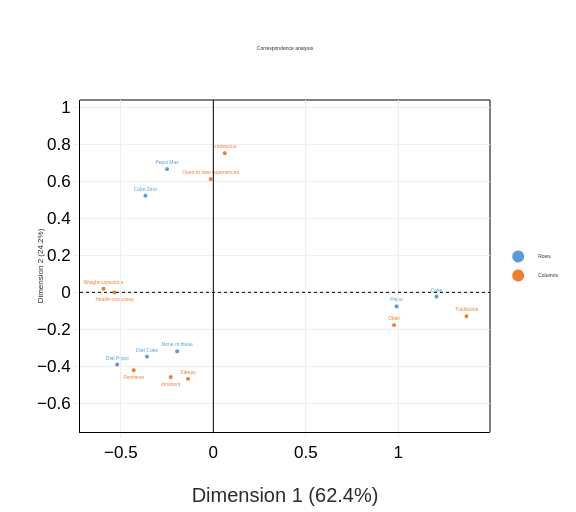 Correspondence analysis
1
0.8
0.6
0.4
0.2
0
−0.2
−0.4
−0.6
−0.5
0
0.5
1
Dimension 2 (24.2%)
Dimension 1 (62.4%)
Pepsi Max
Open to new experiences
Coke Zero
Weight-conscious
Health-conscious
Coke
Pepsi
Traditional
Older
None of these
Diet Coke
Diet Pepsi
Feminine
Sleepy
Innocent
Rows
Columns